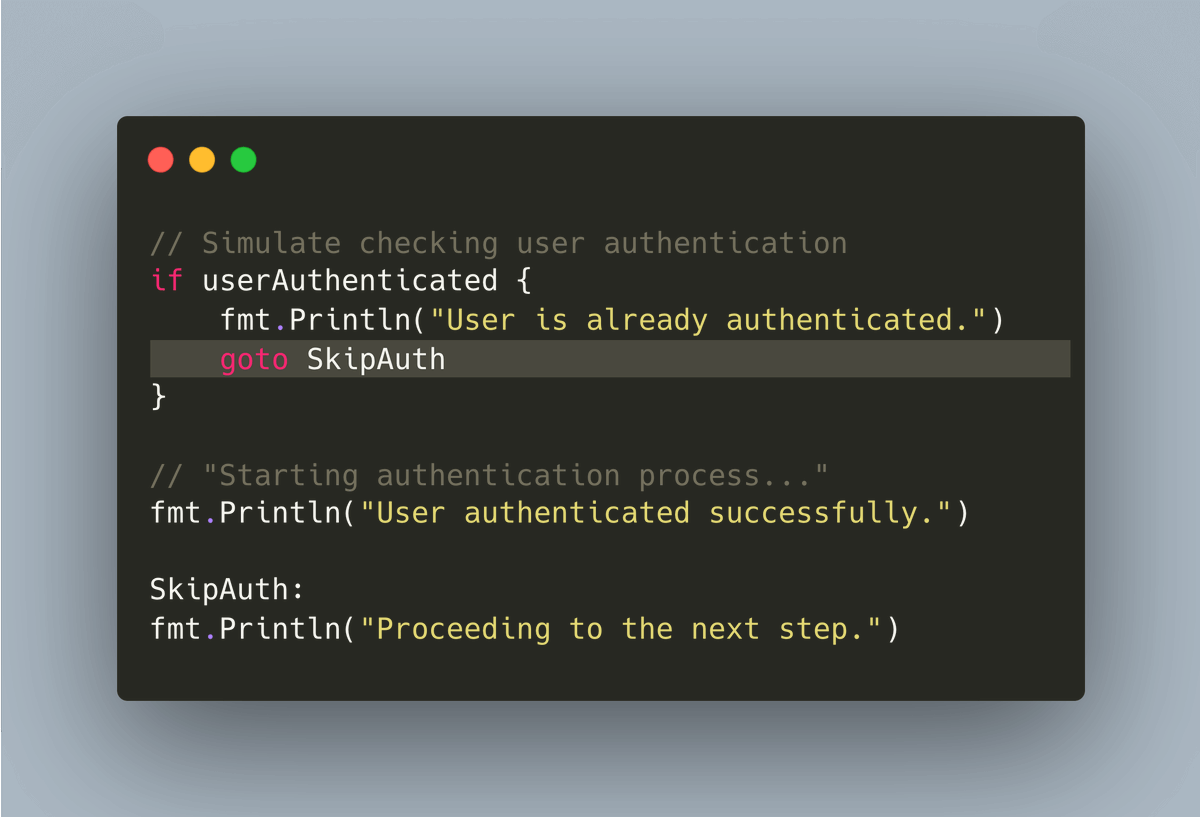 // Simulate checking user authentication
if userAuthenticated {
    fmt.Println("User is already authenticated.")
    goto SkipAuth
}

// "Starting authentication process..."
fmt.Println("User authenticated successfully.")

SkipAuth:
fmt.Println("Proceeding to the next step.")